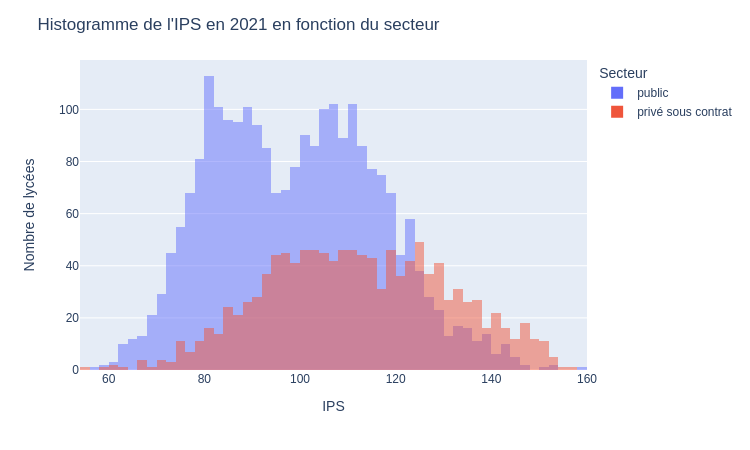 Histogramme de l'IPS en 2021 en fonction du secteur
Secteur
public
privé sous contrat
Nombre de lycées
100
80
60
40
20
0
60
80
100
120
140
160
IPS